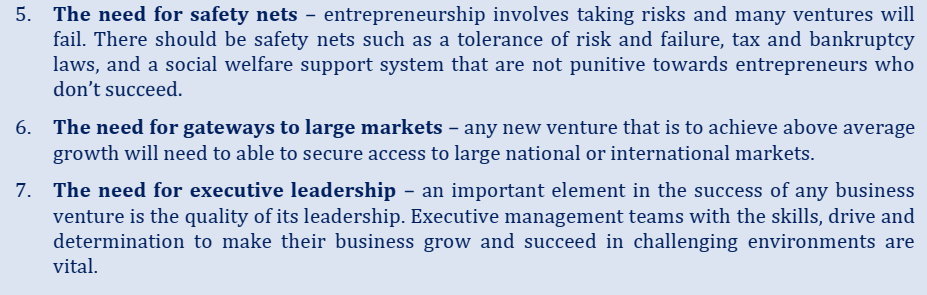 5. The need for safety nets – entrepreneurship involves taking risks and many ventures will
fail. There should be safety nets such as a tolerance of risk and failure, tax and bankruptcy
laws, and a social welfare support system that are not punitive towards entrepreneurs who
don’t succeed.
6. The need for gateways to large markets – any new venture that is to achieve above average
growth will need to able to secure access to large national or international markets.
7. The need for executive leadership – an important element in the success of any business
venture is the quality of its leadership. Executive management teams with the skills, drive and
determination to make their business grow and succeed in challenging environments are
vital.